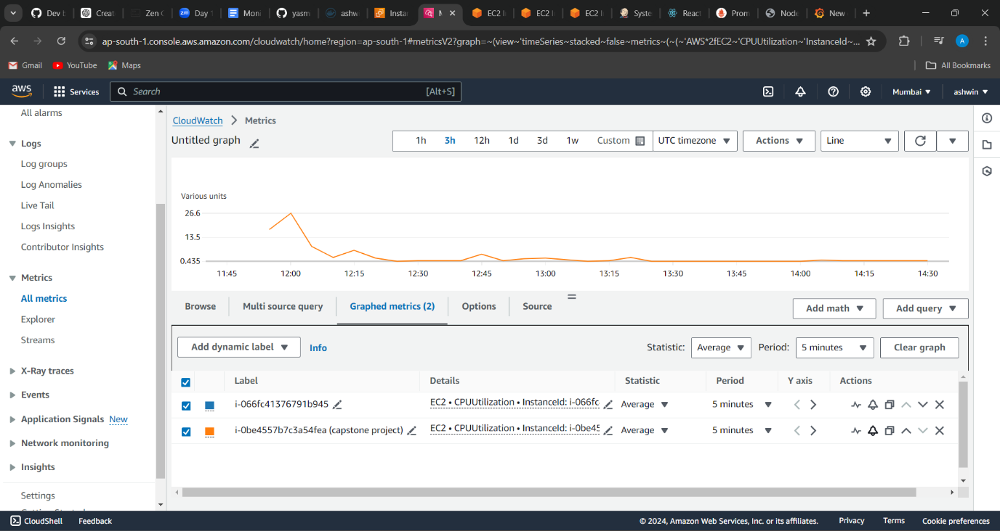 Dev b
Creat
Zen C
zm Day 1
Moni
yasm
ashw
Instan
M
EC2 I
EC2 I
EC2 I
Syste
React
Prom
Node
New
ap-south-1.console.aws.amazon.com/cloudwatch/home?region=ap-south-1#metricsV2?graph=~(view~'timeSeries~stacked~false~metrics~(~(~'AWS*2fEC2~'CPUUtilization~'InstanceId~...
A
Gmail
YouTube
Maps
All Bookmarks
aws
Services
Search
[Alt+S]
Mumbai
ashwin
All alarms
Logs
Log groups
Log Anomalies
Live Tail
Logs Insights
Contributor Insights
Metrics
All metrics
Explorer
Streams
X-Ray traces
Events
Application Signals New
Network monitoring
Insights
Settings
CloudWatch > Metrics
Untitled graph
1h 3h 12h 1d 3d 1w Custom
UTC timezone
Actions
Line
Various units
26.6
13.5
0.435
11:45 12:00 12:15 12:30 12:45 13:00 13:15 13:30 13:45 14:00 14:15 14:30
Browse
Multi source query
Graphed metrics (2)
Options
Source
Add math
Add query
Add dynamic label
Info
Statistic: Average
Period: 5 minutes
Clear graph
Label Details Statistic Period Y axis Actions
i-066fc41376791b945 EC2 • CPUUtilization • InstanceId: i-066fc Average 5 minutes
i-0be4557b7c3a54fea (capstone project) EC2 • CPUUtilization • InstanceId: i-0be45 Average 5 minutes
CloudShell
Feedback
© 2024, Amazon Web Services, Inc. or its affiliates.
Privacy
Terms
Cookie preferences